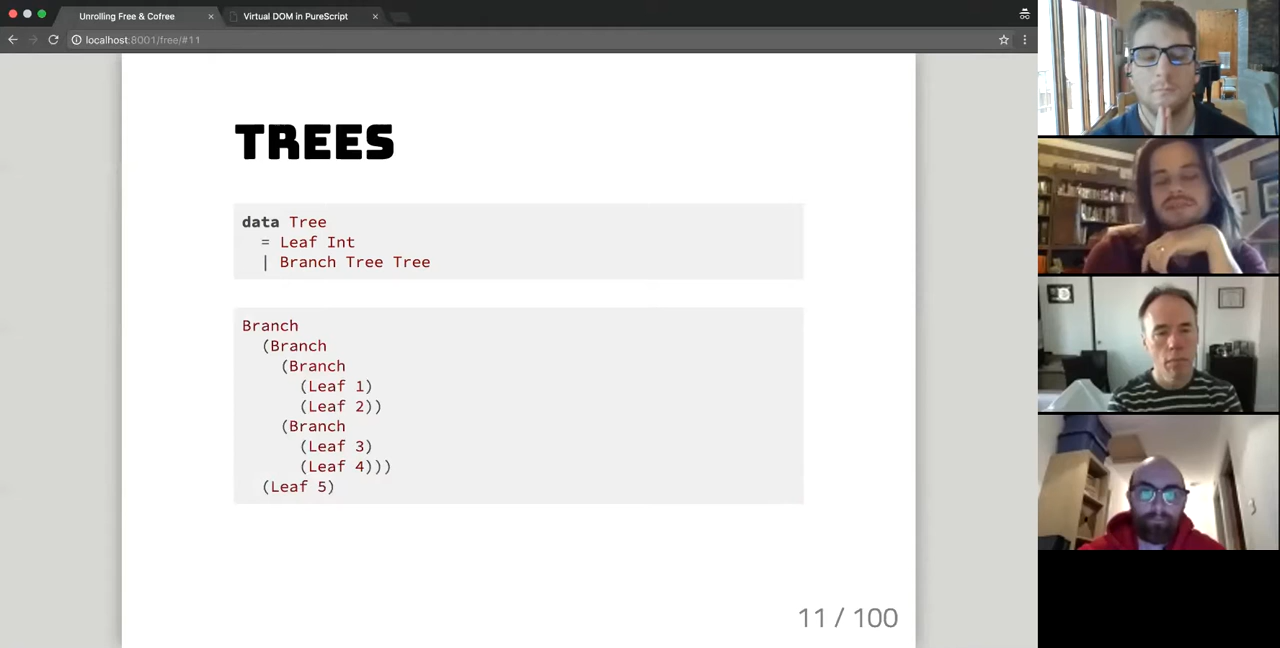 Unrolling Free & Cofree
Virtual DOM in PureScript
localhost:8001/free/#11
TREES
data Tree
= Leaf Int
| Branch Tree Tree
Branch
(Branch
(Branch
(Leaf 1)
(Leaf 2))
(Branch
(Leaf 3)
(Leaf 4)))
(Leaf 5)
11 / 100